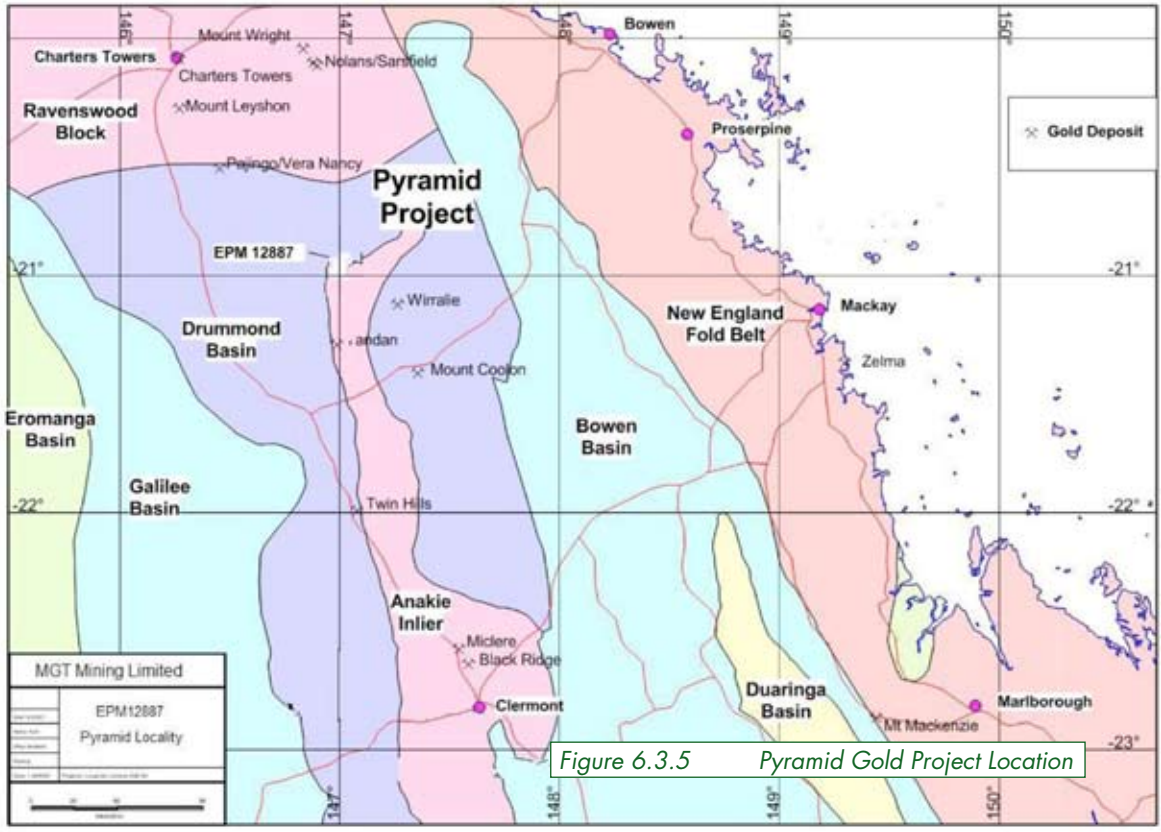 146°
147°
148°
149°
150°
Bowen
Mount Wright
Charters Towers
Nolans/Sarsfield
Charters Towers
Mount Leyshon
Ravenswood
Block
Proserpine
Gold Deposit
Pajingo/Vera Nancy
Pyramid
Project
EPM 12887
-21°
-21°
Wirralie
New England
Fold Belt
Mackay
Drummond
Basin
andan
Zelma
Mount Coolon
Eromanga
Basin
Bowen
Basin
Galilee
Basin
Twin Hills
-22°
-22°
Anakie
Inlier
Miclere
Black Ridge
Clermont
Duaringa
Basin
Marlborough
Mt Mackenzie
-23°
MGT Mining Limited
EPM12887
Pyramid Locality
Figure 6.3.5 Pyramid Gold Project Location
147°
148°
149°
150°